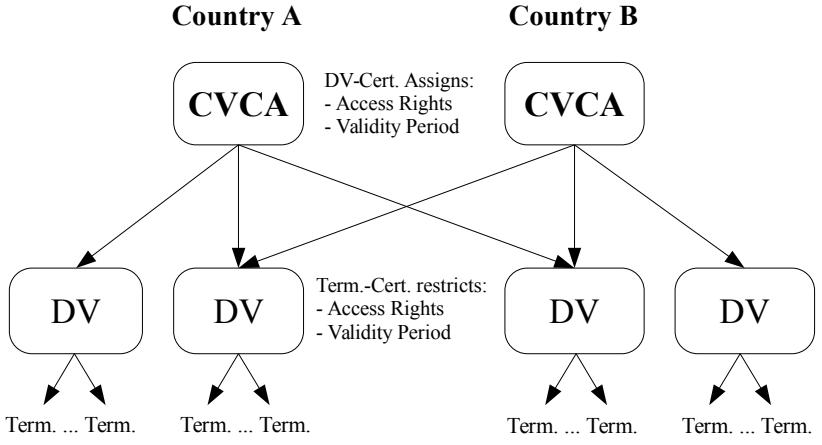 Country A
Country B
CVCA
DV-Cert. Assigns:
- Access Rights
- Validity Period
CVCA
DV
DV
Term.-Cert. restricts:
- Access Rights
- Validity Period
DV
DV
Term. ... Term.
Term. ... Term.
Term. ... Term.
Term. ... Term.